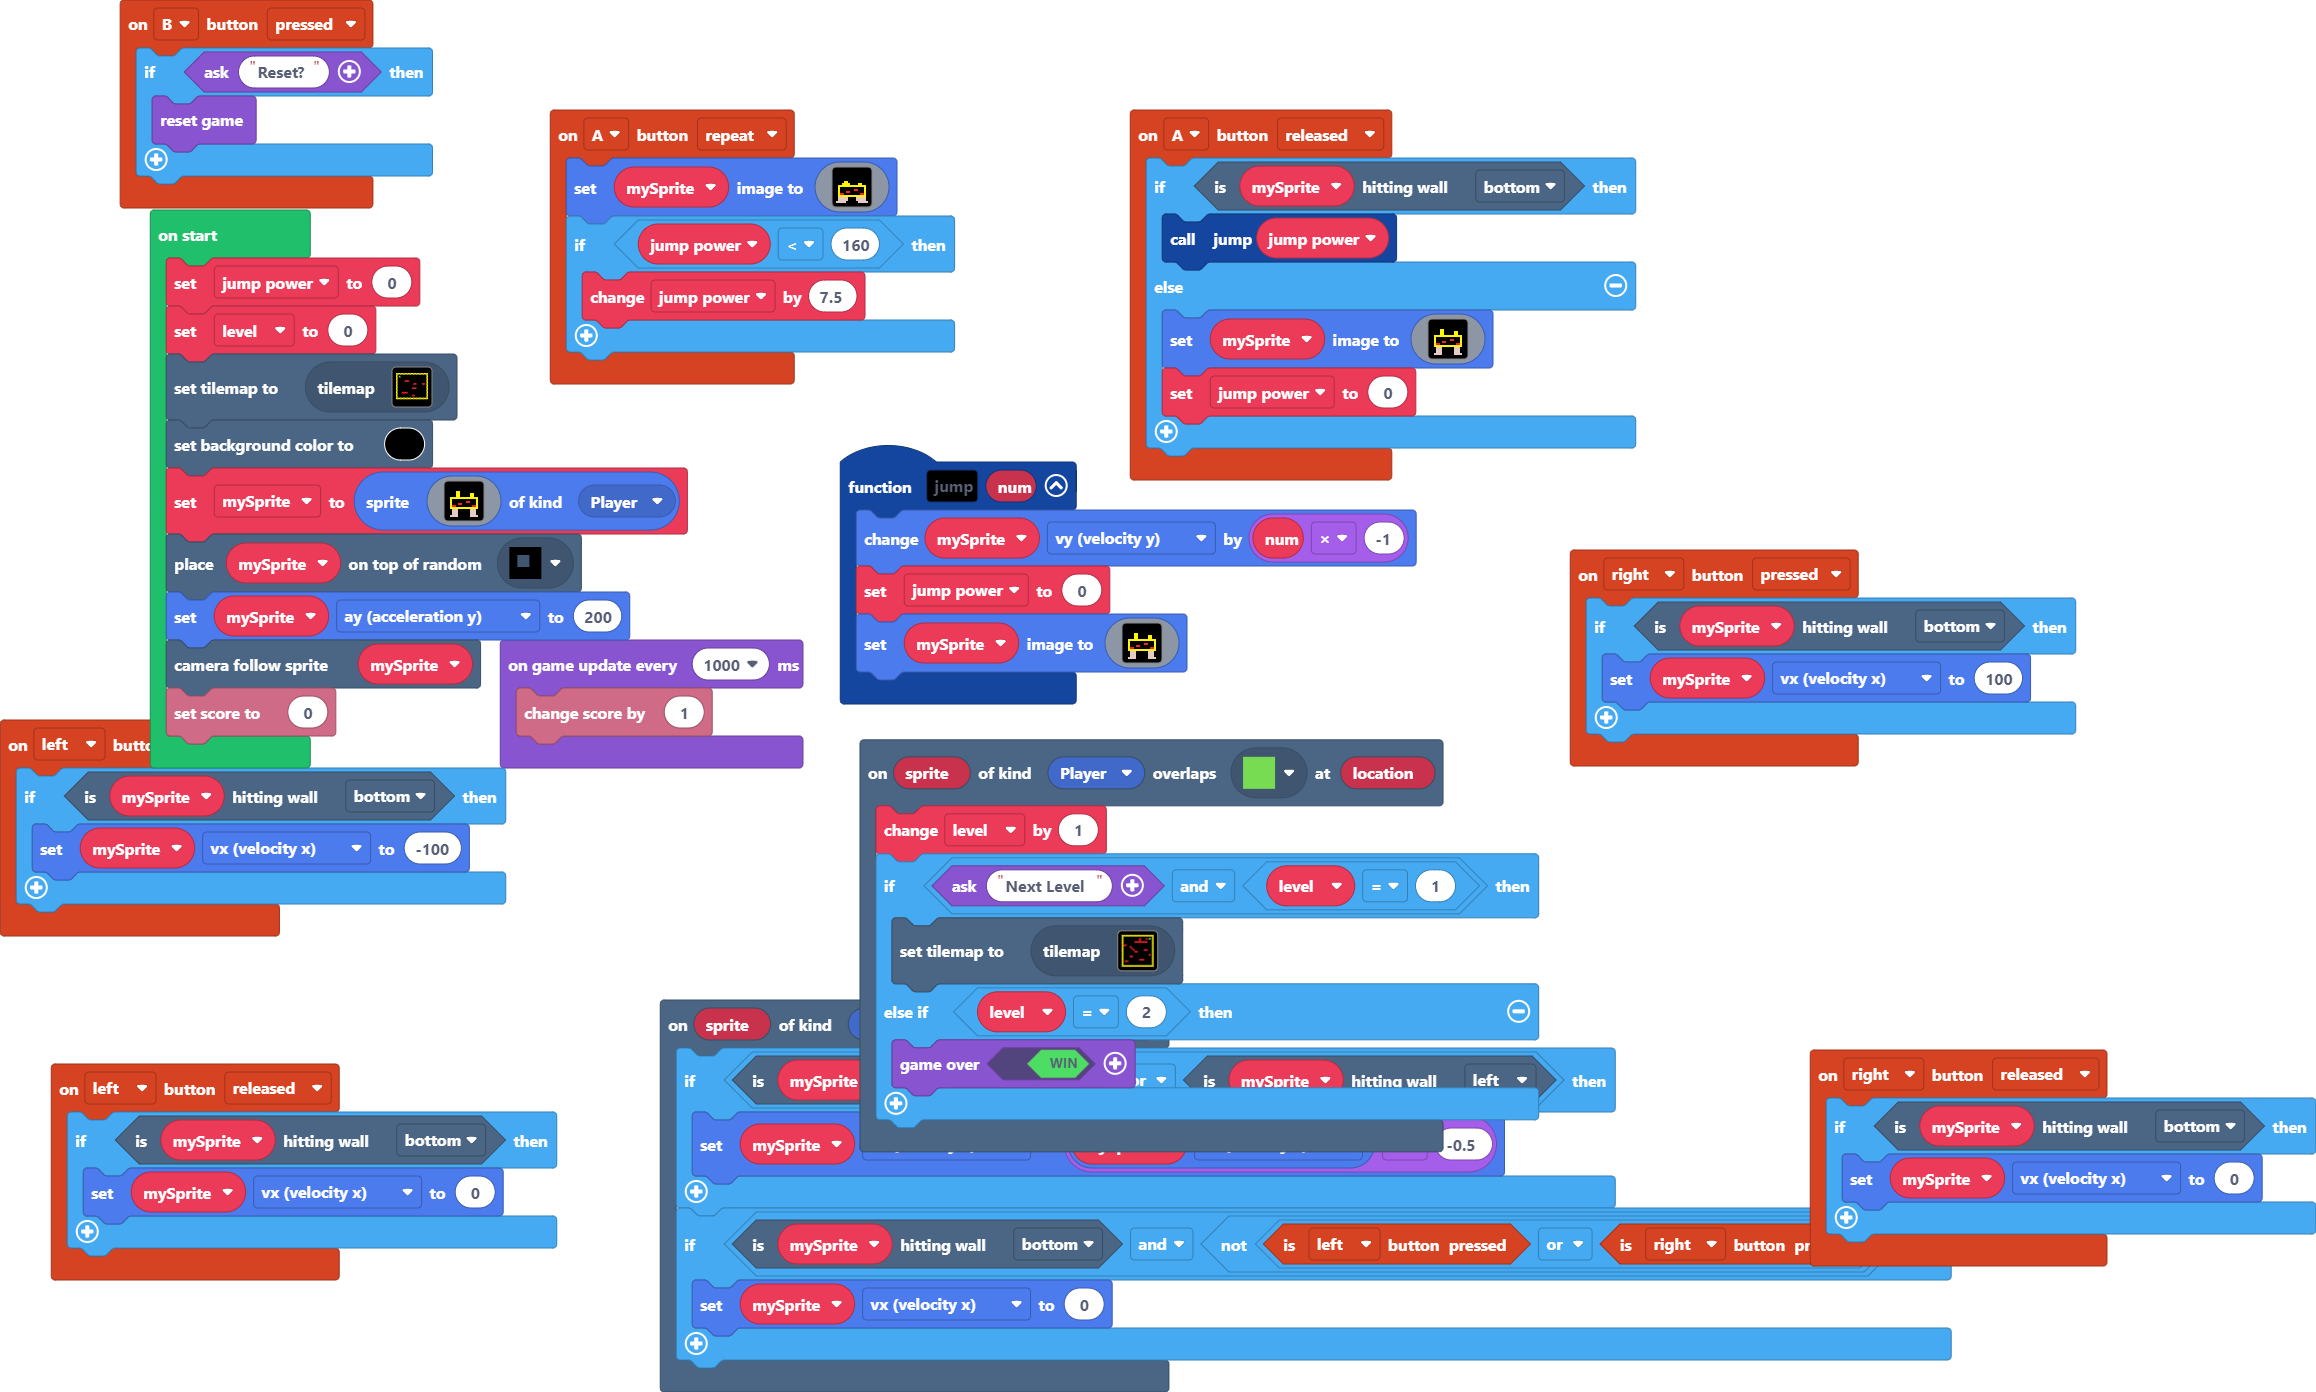 on B button pressed
if ask "Reset? " then
reset game
on start
set jump power to 0
set level to 0
set tilemap to tilemap
set background color to
set mySprite to sprite of kind Player
place mySprite on top of random
set mySprite ay (acceleration y) to 200
camera follow sprite mySprite
set score to 0
on game update every 1000 ms
change score by 1
on A button repeat
set mySprite image to
if jump power < 160 then
change jump power by 7.5
on A button released
if is mySprite hitting wall bottom then
call jump jump power
else
set mySprite image to
set jump power to 0
function jump num
change mySprite vy (velocity y) by num × -1
set jump power to 0
set mySprite image to
on right button pressed
if is mySprite hitting wall bottom then
set mySprite vx (velocity x) to 100
on left
if is mySprite hitting wall bottom then
set mySprite vx (velocity x) to -100
on sprite of kind Player overlaps at location
change level by 1
if ask "Next Level " and level = 1 then
set tilemap to tilemap
else if level = 2 then
game over WIN
on left button released
if is mySprite hitting wall bottom then
set mySprite vx (velocity x) to 0
on sprite of kind
if is mySprite or is mySprite hitting wall left then
set mySprite -0.5
if is mySprite hitting wall bottom and not is left button pressed or is right button
set mySprite vx (velocity x) to 0
on right button released
if is mySprite hitting wall bottom then
set mySprite vx (velocity x) to 0